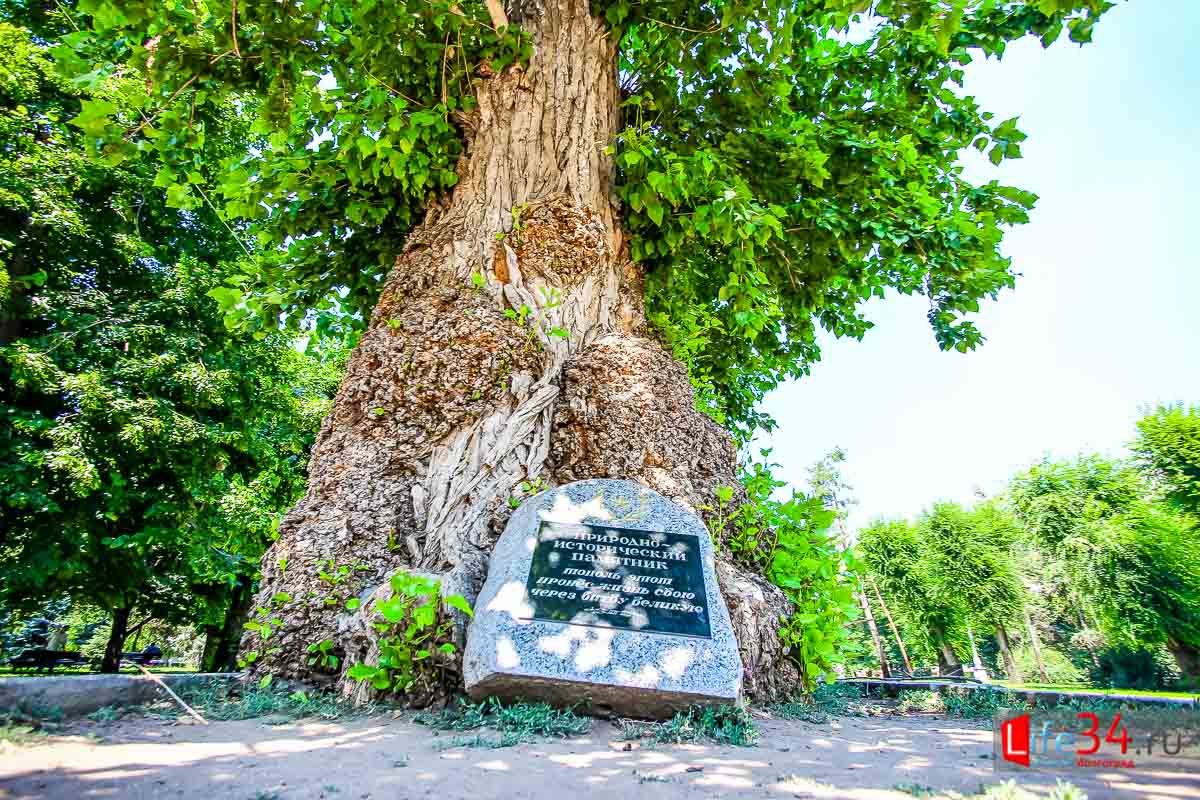 ПРИРОДНО-
ИСТОРИЧЕСКИЙ
ПАМЯТНИК
ТОПОЛЬ ЭТОТ
ПРОНЁС ЖИЗНЬ СВОЮ
ЧЕРЕЗ БИТВУ ВЕЛИКУЮ
Life34.ru
Волгоград